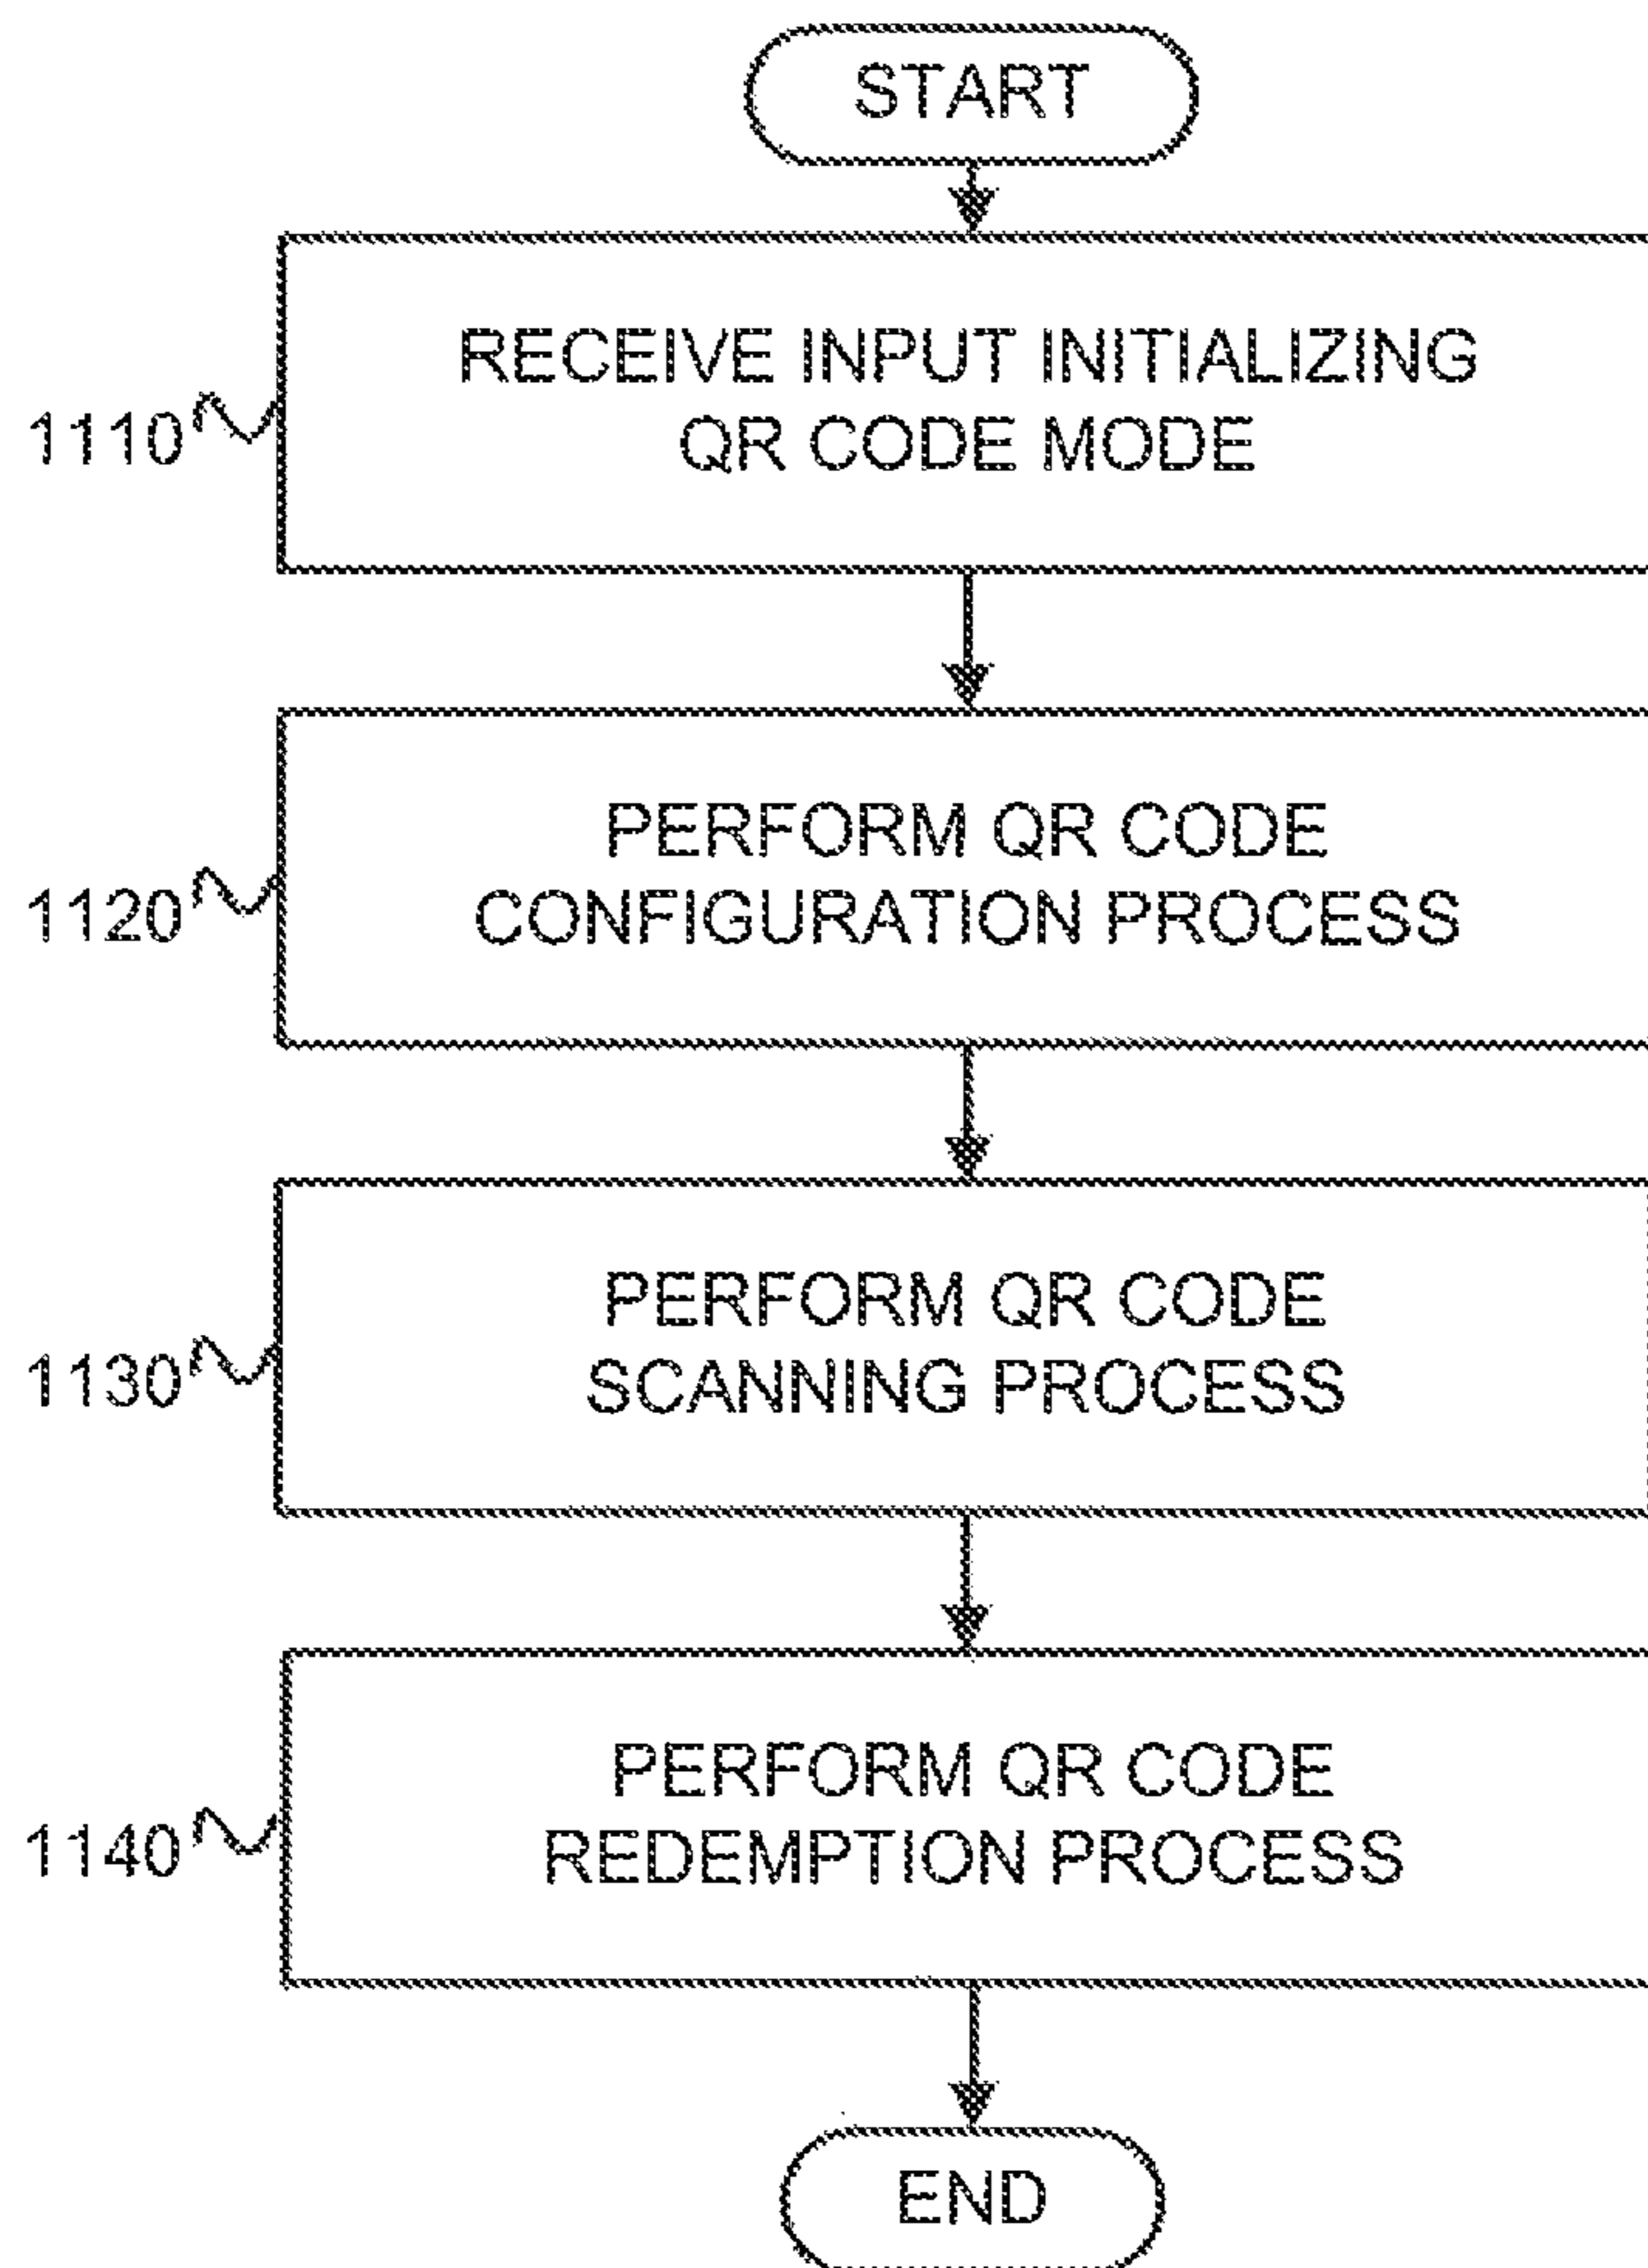 START
RECEIVE INPUT INITIALIZING
QR CODE MODE
1110
PERFORM QR CODE
CONFIGURATION PROCESS
1120
PERFORM QR CODE
SCANNING PROCESS
1130
PERFORM QR CODE
REDEMPTION PROCESS
1140
END